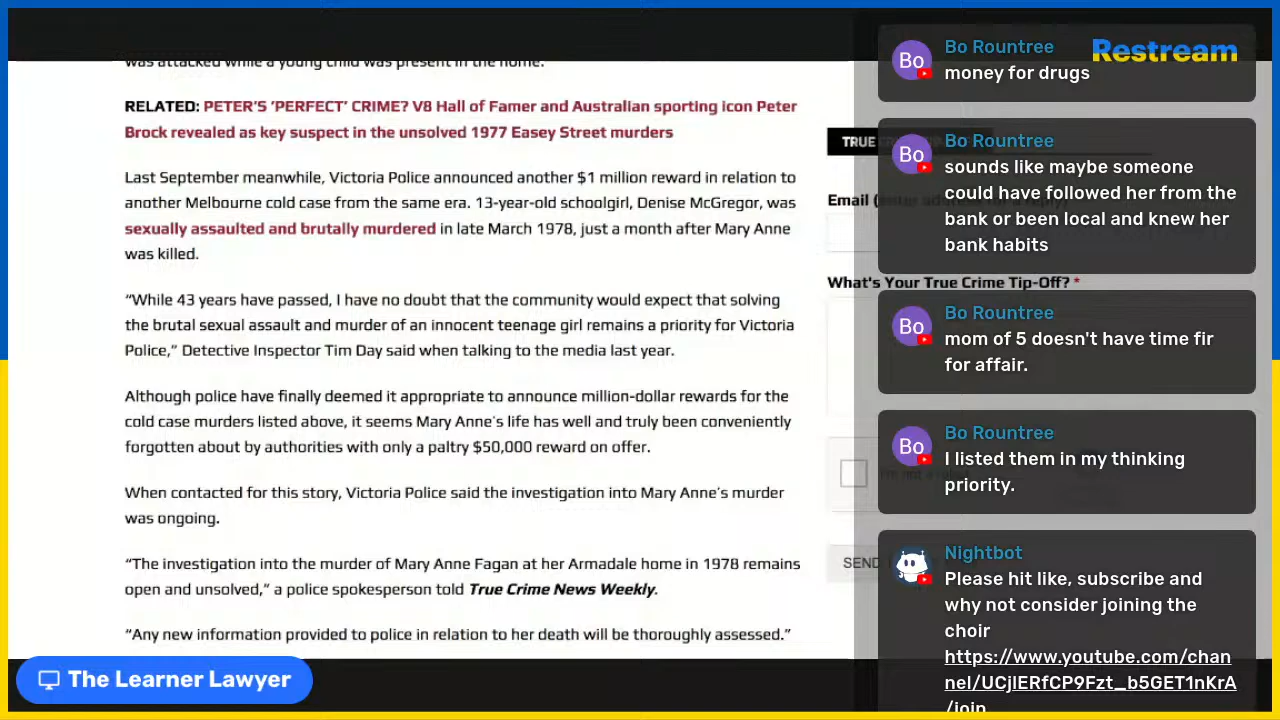 was attacked while a young child was present in the home.
RELATED: PETER'S 'PERFECT' CRIME? V8 Hall of Famer and Australian sporting icon Peter
Brock revealed as key suspect in the unsolved 1977 Easey Street murders
Last September meanwhile, Victoria Police announced another $1 million reward in relation to
another Melbourne cold case from the same era. 13-year-old schoolgirl, Denise McGregor, was
sexually assaulted and brutally murdered in late March 1978, just a month after Mary Anne
was killed.
“While 43 years have passed, I have no doubt that the community would expect that solving
the brutal sexual assault and murder of an innocent teenage girl remains a priority for Victoria
Police,” Detective Inspector Tim Day said when talking to the media last year.
Although police have finally deemed it appropriate to announce million-dollar rewards for the
cold case murders listed above, it seems Mary Anne's life has well and truly been conveniently
forgotten about by authorities with only a paltry $50,000 reward on offer.
When contacted for this story, Victoria Police said the investigation into Mary Anne's murder
was ongoing.
“The investigation into the murder of Mary Anne Fagan at her Armadale home in 1978 remains
open and unsolved,” a police spokesperson told True Crime News Weekly.
“Any new information provided to police in relation to her death will be thoroughly assessed.”
TRUE
Email (Enter address for a reply)
What's Your True Crime Tip-Off? *
I'm not a robot
SEND
Restream
Bo
Bo Rountree
money for drugs
Bo
Bo Rountree
sounds like maybe someone
could have followed her from the
bank or been local and knew her
bank habits
Bo
Bo Rountree
mom of 5 doesn't have time fir
for affair.
Bo
Bo Rountree
I listed them in my thinking
priority.
Nightbot
Please hit like, subscribe and
why not consider joining the
choir
https://www.youtube.com/chan
nel/UCjlERfCP9Fzt_b5GET1nKrA
/join
The Learner Lawyer